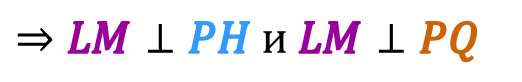 ⇒ LM ⊥ PH и LM ⊥ PQ